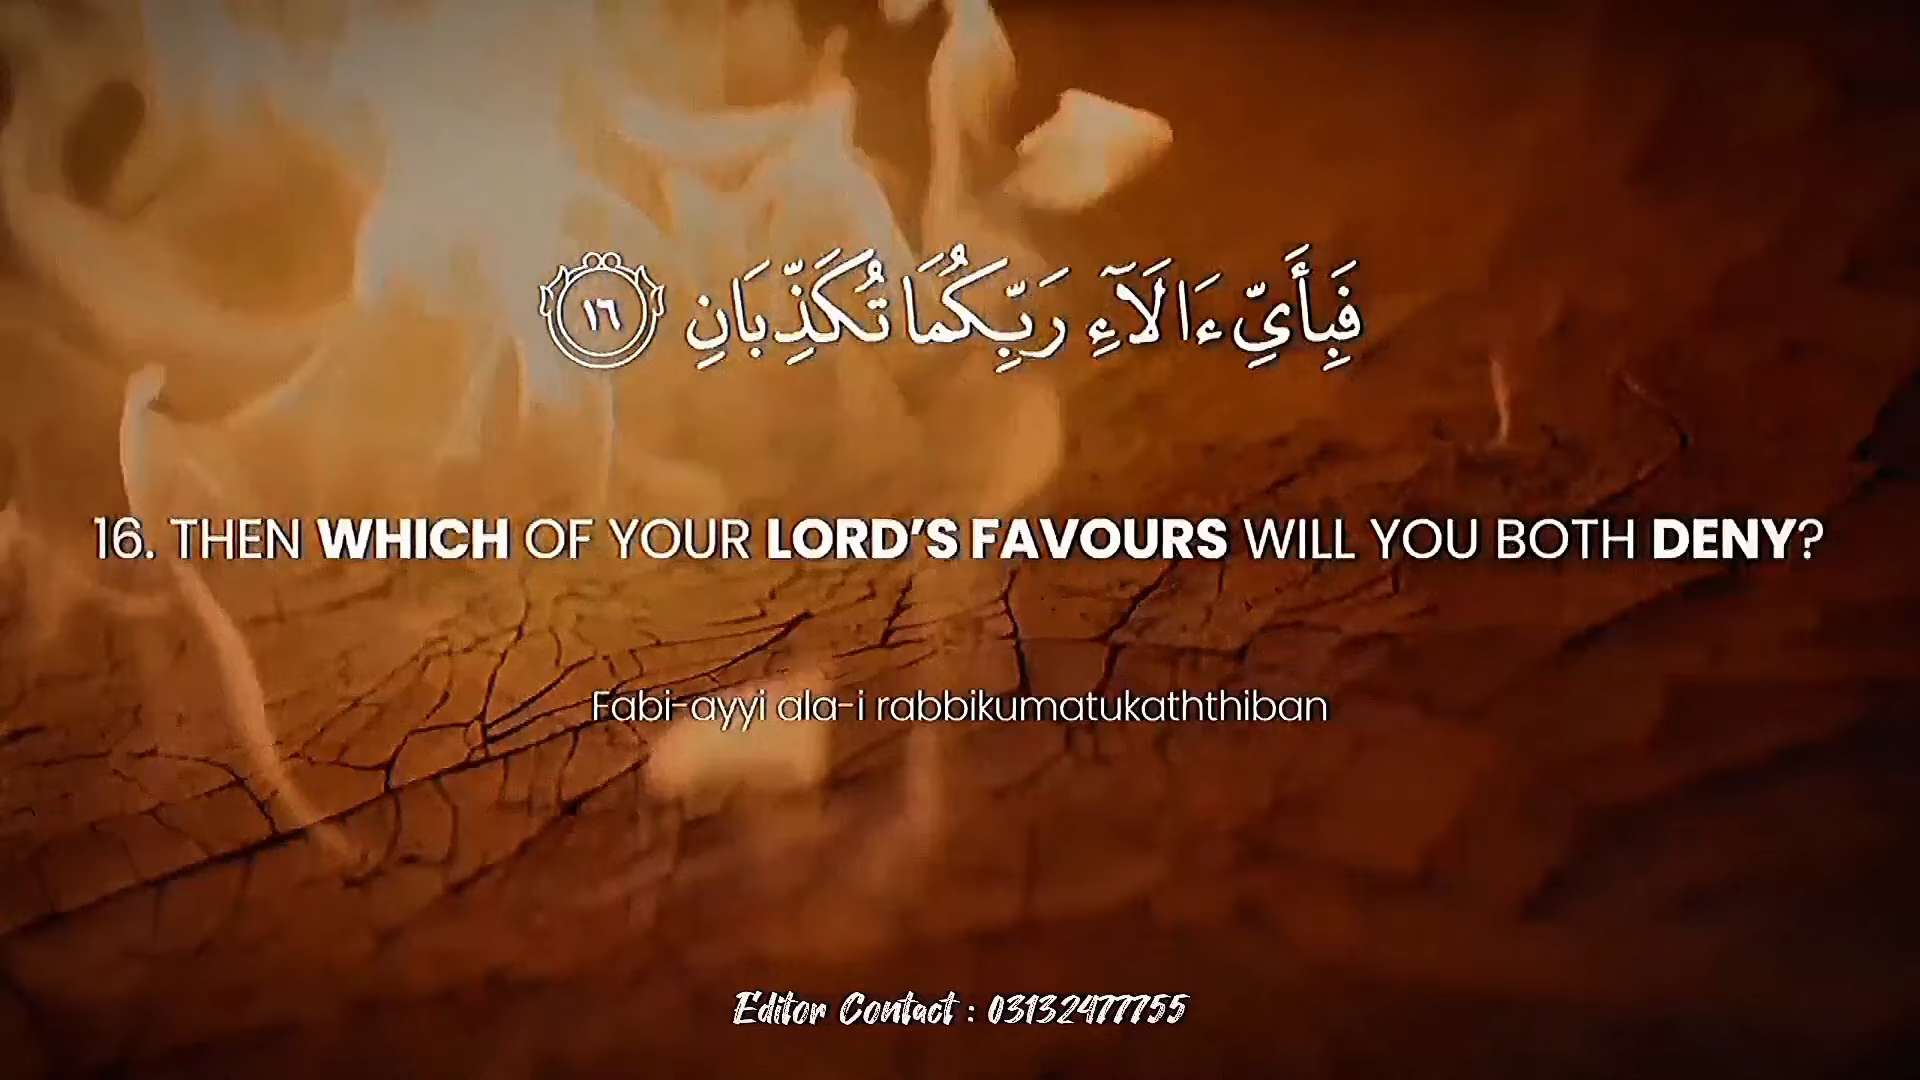 فَبِأَيِّ ءَالَآءِ رَبِّكُمَا تُكَذِّبَانِ ١٦
16. THEN WHICH OF YOUR LORD’S FAVOURS WILL YOU BOTH DENY?
Fabi-ayyi ala-i rabbikumatukaththiban
Editor Contact : 03132477755